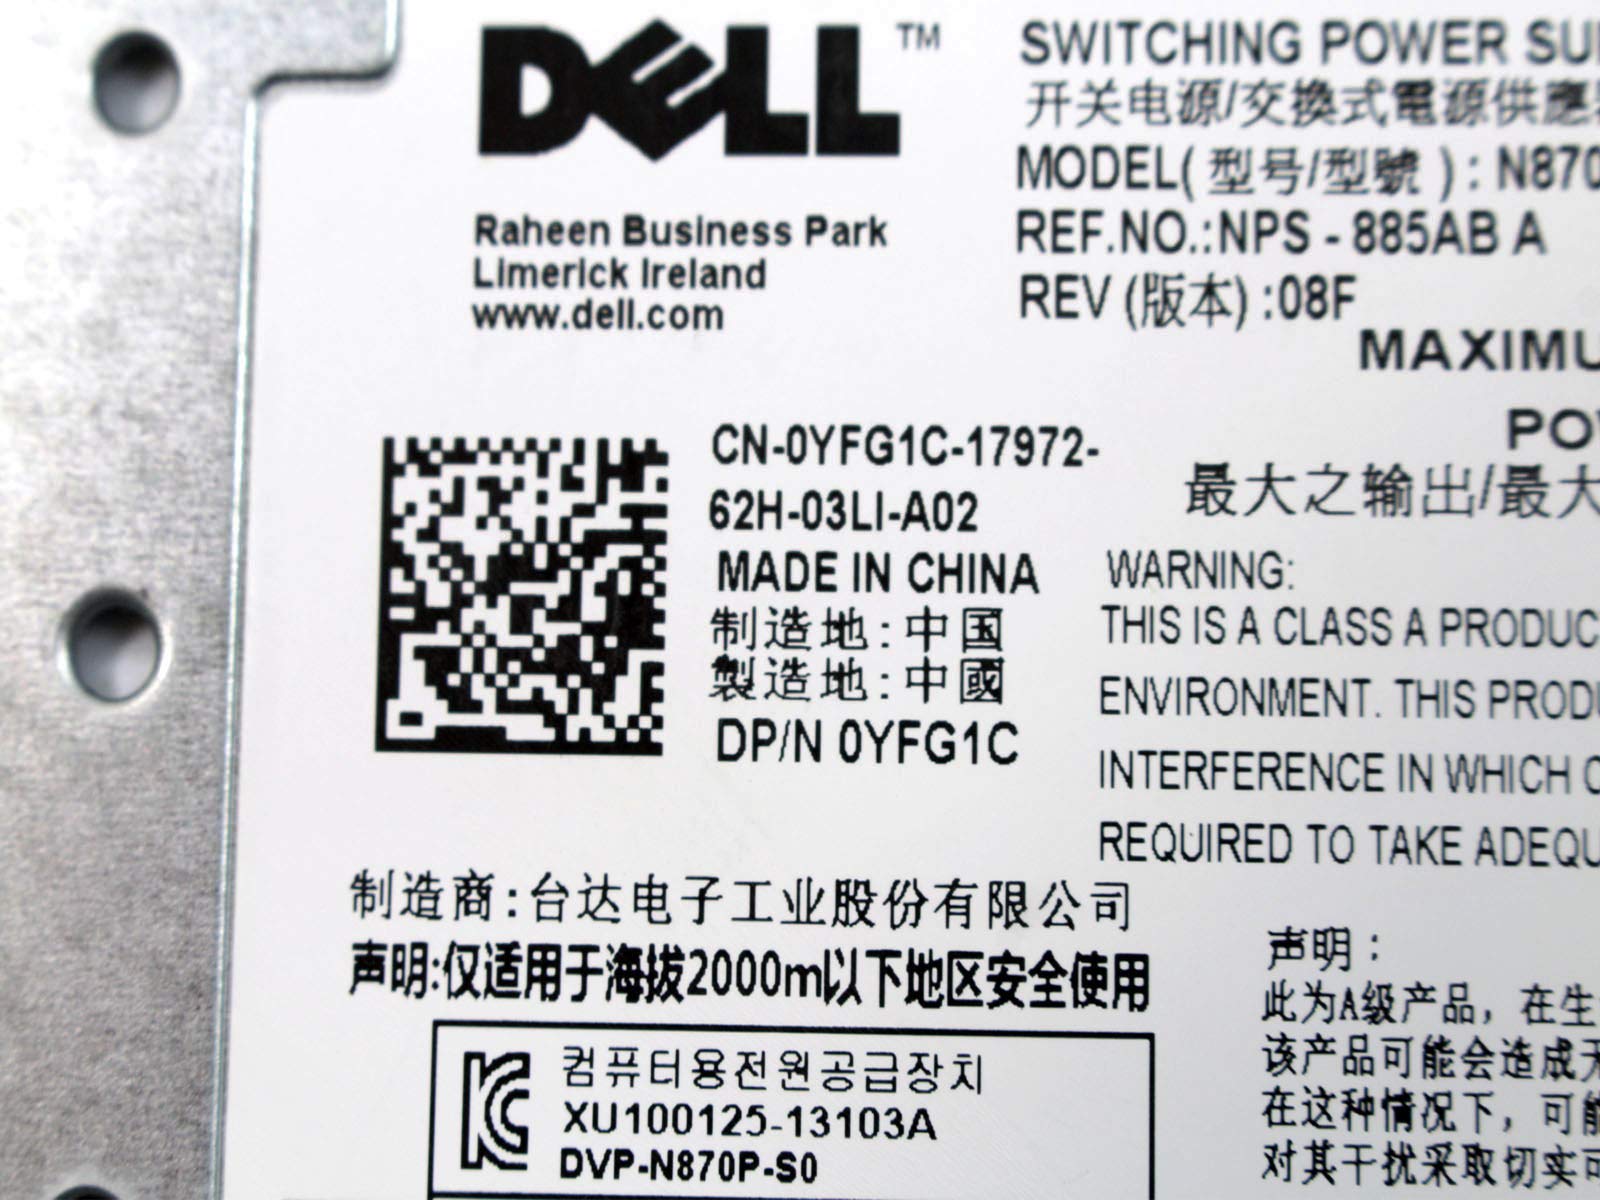 DELL™
Raheen Business Park
Limerick Ireland
www.dell.com
SWITCHING POWER
开关电源/交換式電源供應
MODEL(型号/型號): N870
REF.NO.:NPS - 885AB A
REV (版本) :08F
CN-0YFG1C-17972-
62H-03LI-A02
MADE IN CHINA
制造地:中国
製造地:中國
DP/N 0YFG1C
最大之输出/最大
WARNING:
THIS IS A CLASS A PRODUC
ENVIRONMENT. THIS PROD
INTERFERENCE IN WHICH
REQUIRED TO TAKE ADEQU
制造商:台达电子工业股份有限公司
声明:仅适用于海拔2000m以下地区安全使用
컴퓨터용전원공급장치
XU100125-13103A
DVP-N870P-S0
声明:
此为A级产品，在生
该产品可能会造成
在这种情况下，可能
对其干扰采取切实可